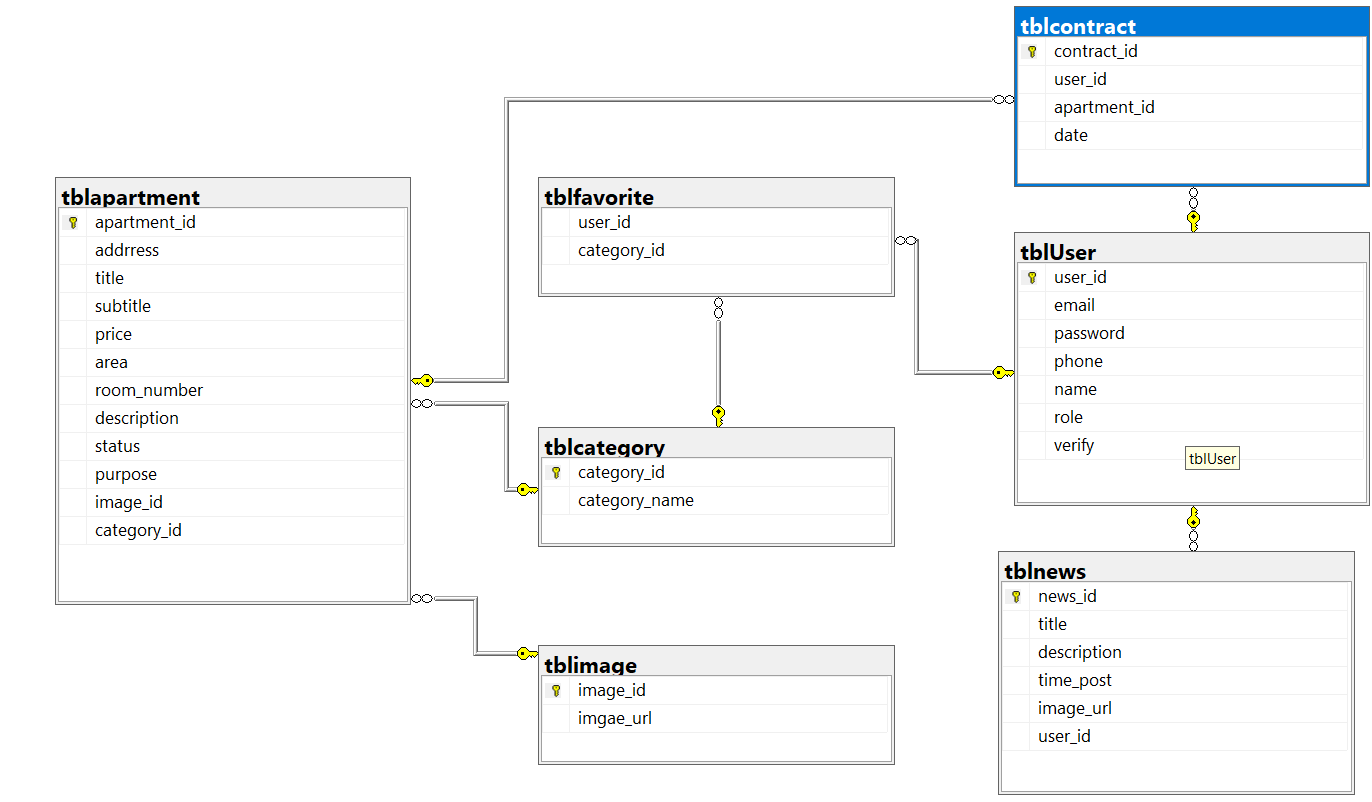 tblcontract
contract_id
user_id
apartment_id
date
tblapartment
apartment_id
addrress
title
subtitle
price
area
room_number
description
status
purpose
image_id
category_id
tblfavorite
user_id
category_id
tblUser
user_id
email
password
phone
name
role
verify
tblUser
tblcategory
category_id
category_name
tblimage
image_id
imgae_url
tblnews
news_id
title
description
time_post
image_url
user_id